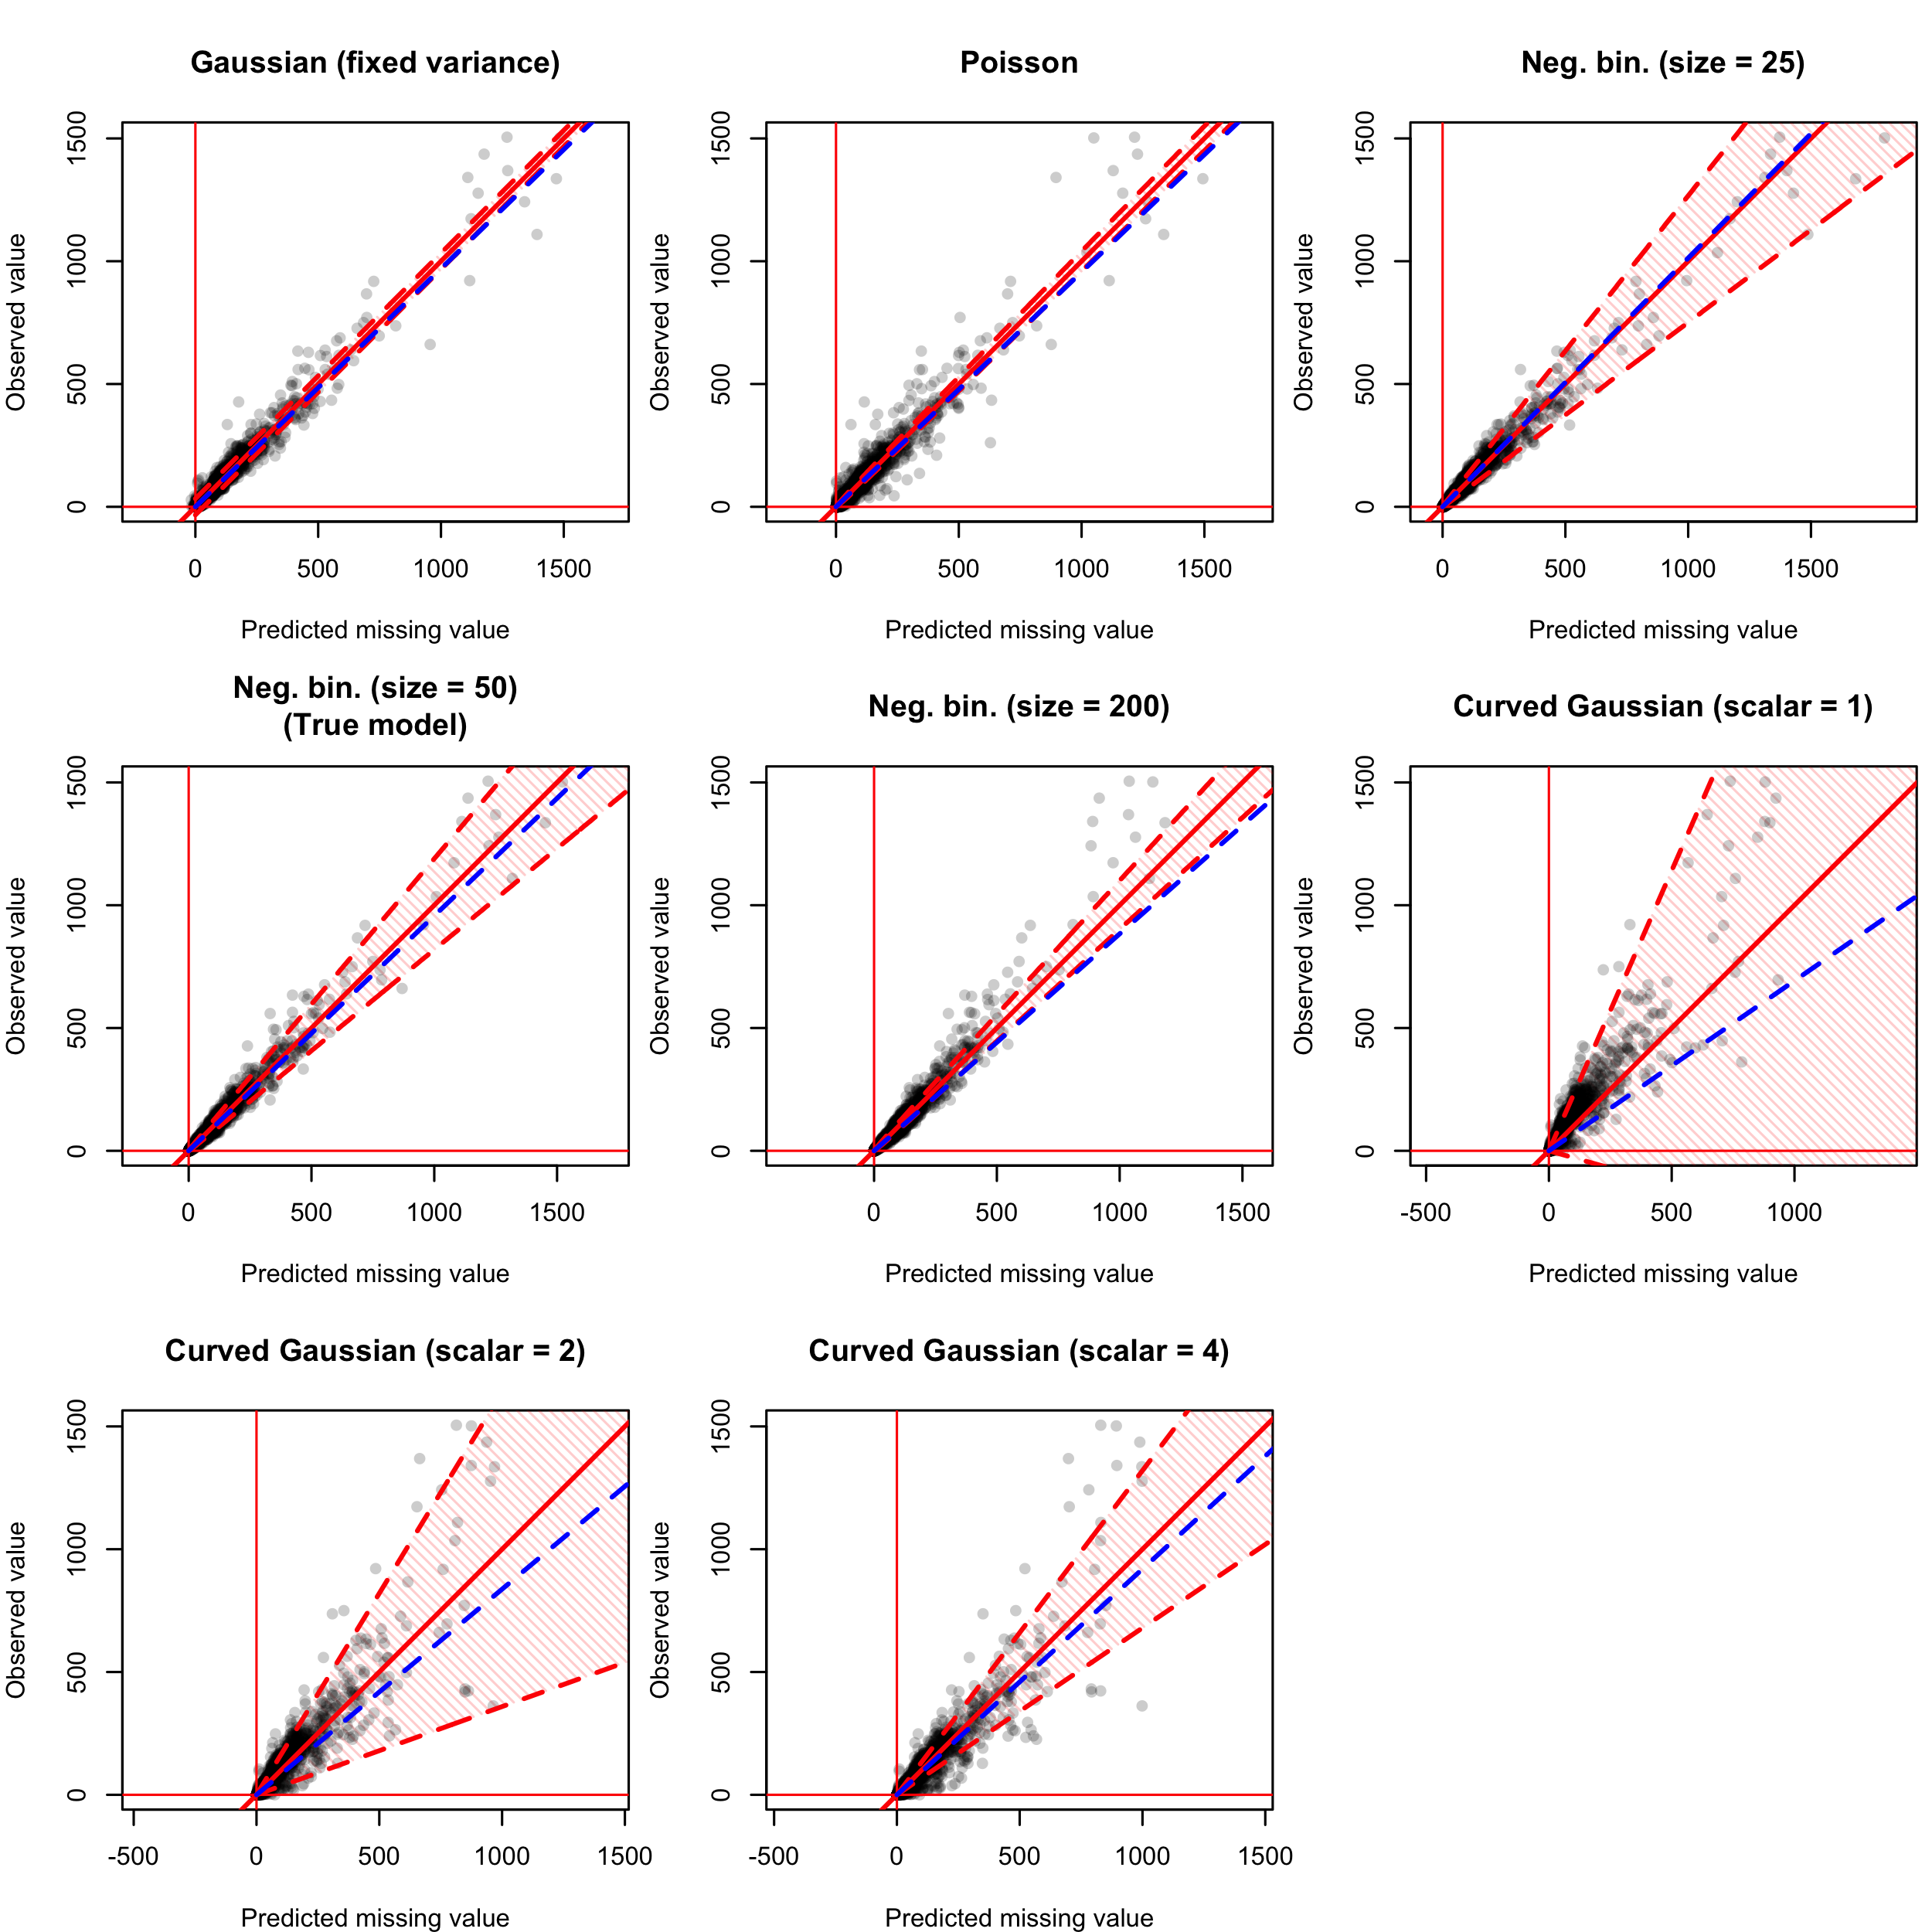 Gaussian (fixed variance)
Observed value
1500
1000
500
0
0 500 1000 1500
Predicted missing value
Poisson
Observed value
1500
1000
500
0
0 500 1000 1500
Predicted missing value
Neg. bin. (size = 25)
Observed value
1500
1000
500
0
0 500 1000 1500
Predicted missing value
Neg. bin. (size = 50)
(True model)
Observed value
1500
1000
500
0
0 500 1000 1500
Predicted missing value
Neg. bin. (size = 200)
Observed value
1500
1000
500
0
0 500 1000 1500
Predicted missing value
Curved Gaussian (scalar = 1)
Observed value
1500
1000
500
0
-500 0 500 1000
Predicted missing value
Curved Gaussian (scalar = 2)
Observed value
1500
1000
500
0
-500 0 500 1000 1500
Predicted missing value
Curved Gaussian (scalar = 4)
Observed value
1500
1000
500
0
-500 0 500 1000 1500
Predicted missing value